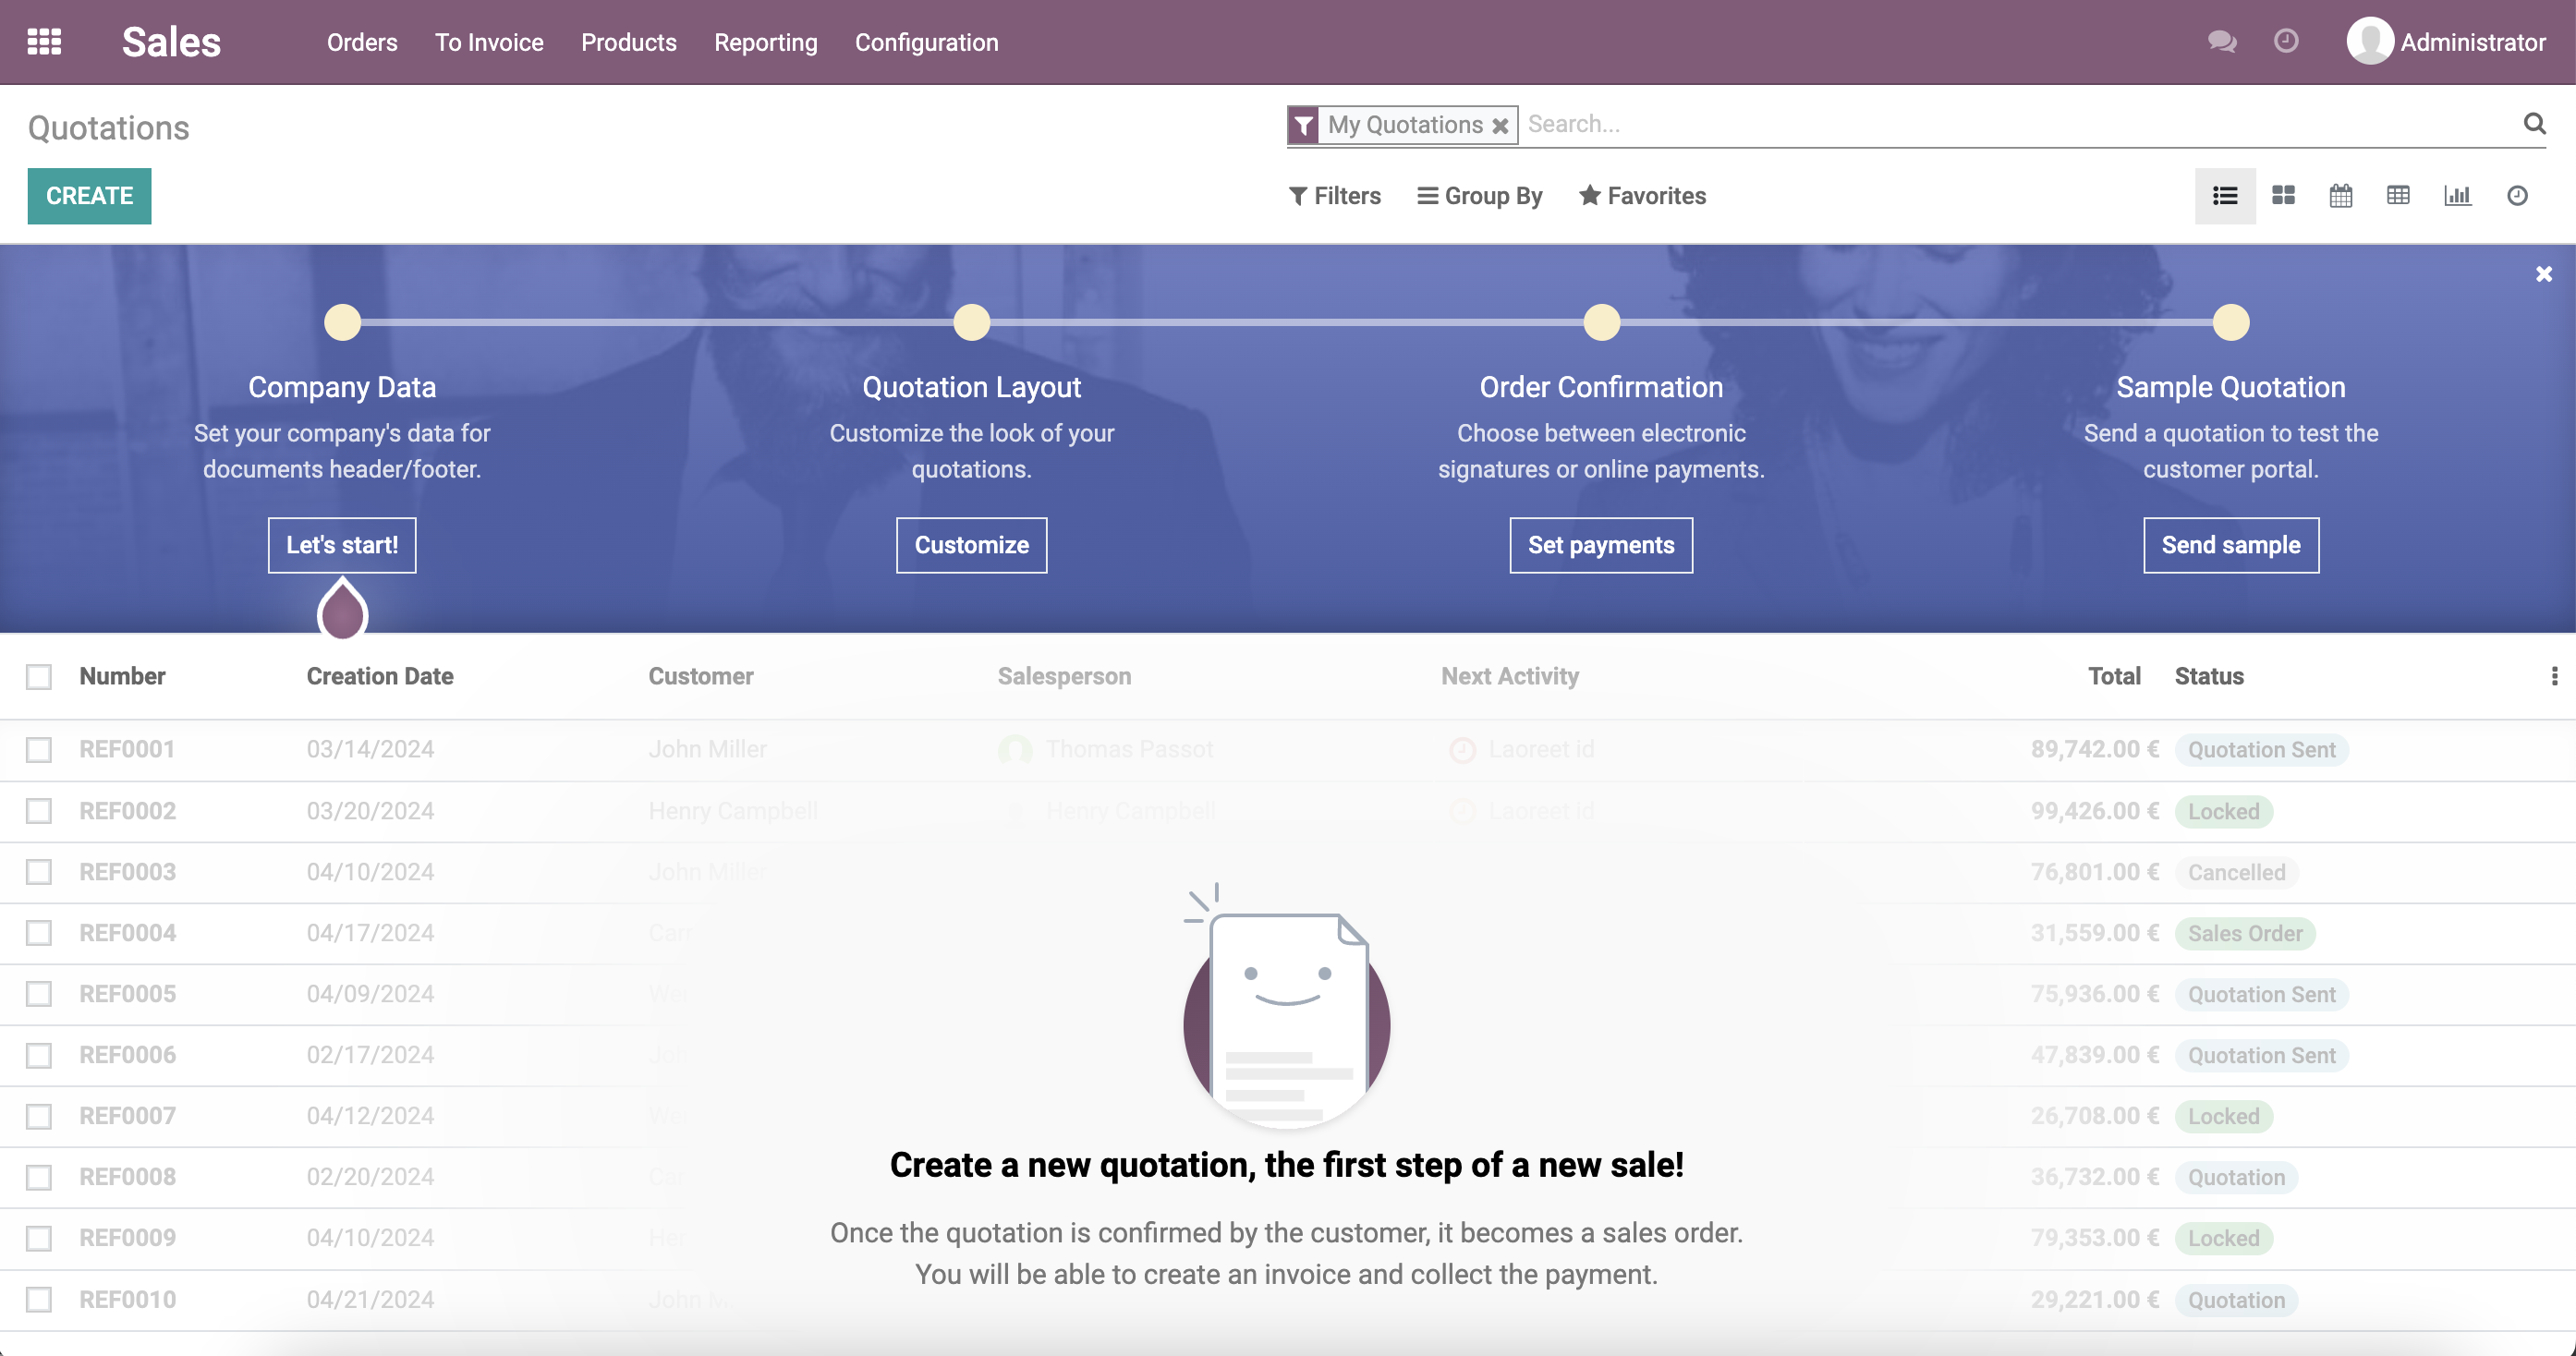 Sales Orders To Invoice Products Reporting Configuration Administrator
Quotations
My Quotations Search...
CREATE
Filters Group By Favorites
Company Data
Set your company's data for
documents header/footer.
Let's start!
Quotation Layout
Customize the look of your
quotations.
Customize
Order Confirmation
Choose between electronic
signatures or online payments.
Set payments
Sample Quotation
Send a quotation to test the
customer portal.
Send sample
Number Creation Date Customer Salesperson Next Activity Total Status
REF0001 03/14/2024 John Miller Thomas Passot Laoreet id 89,742.00 € Quotation Sent
REF0002 03/20/2024 Henry Campbell Henry Campbell Laoreet id 99,426.00 € Locked
REF0003 04/10/2024 John Miller 76,801.00 € Cancelled
REF0004 04/17/2024 31,559.00 € Sales Order
REF0005 04/09/2024 75,936.00 € Quotation Sent
REF0006 02/17/2024 47,839.00 € Quotation Sent
REF0007 04/12/2024 26,708.00 € Locked
REF0008 02/20/2024 36,732.00 € Quotation
REF0009 04/10/2024 79,353.00 € Locked
REF0010 04/21/2024 John 29,221.00 € Quotation
Create a new quotation, the first step of a new sale!
Once the quotation is confirmed by the customer, it becomes a sales order.
You will be able to create an invoice and collect the payment.